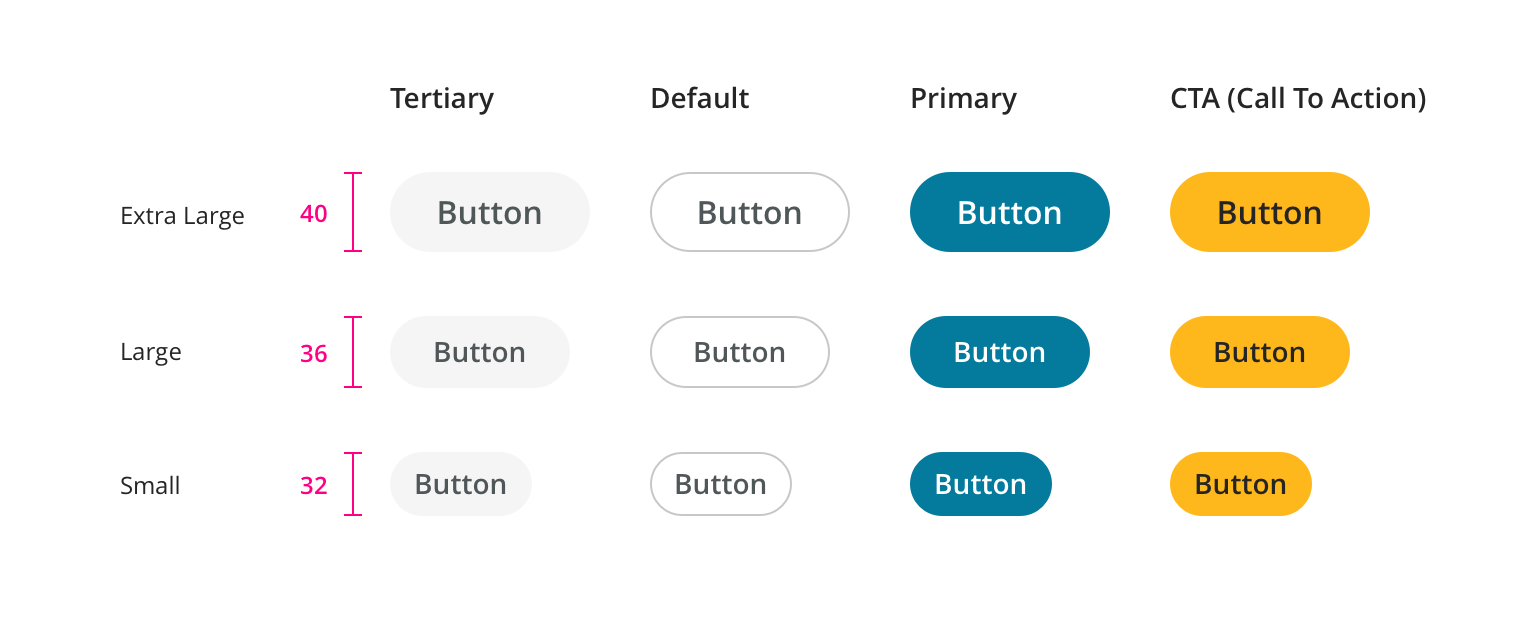 Tertiary Default Primary CTA (Call To Action)
Extra Large 40 Button Button Button Button
Large 36 Button Button Button Button
Small 32 Button Button Button Button